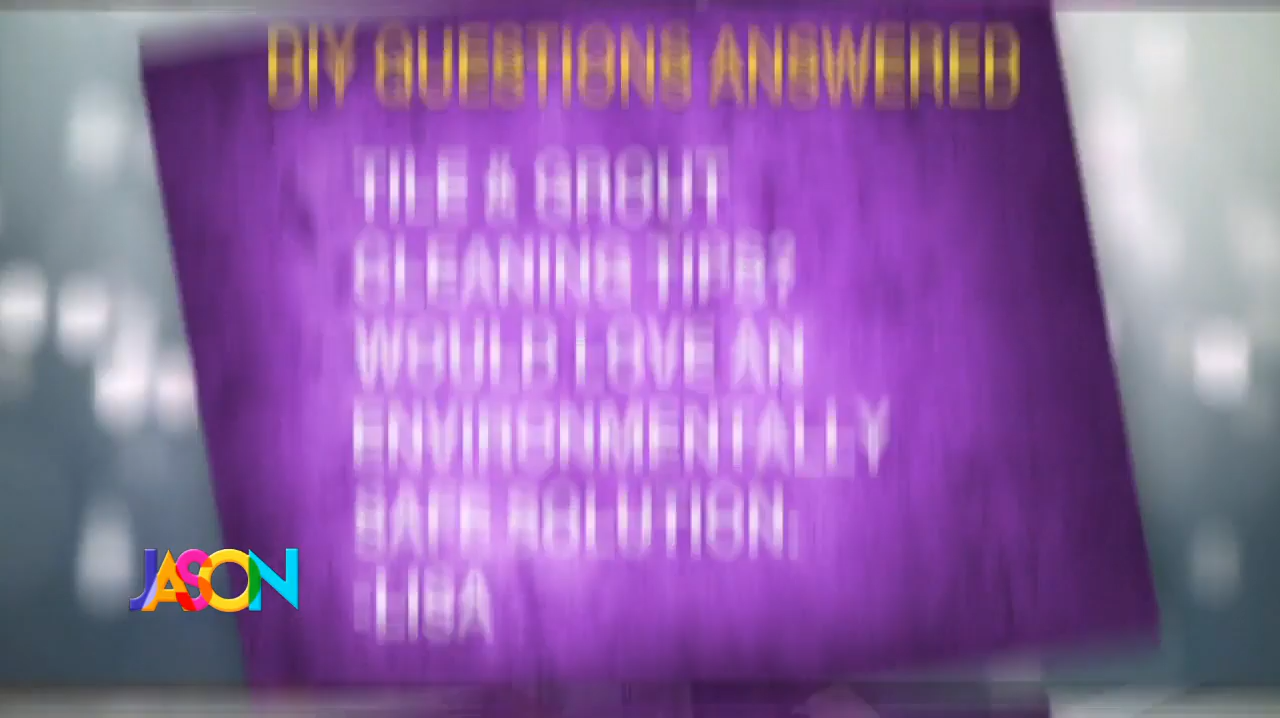 DIY QUESTIONS ANSWERED
TILE & GROUT
CLEANING TIPS?
WOULD LOVE AN
ENVIRONMENTALLY
SAFE SOLUTION.
-LISA
JASON